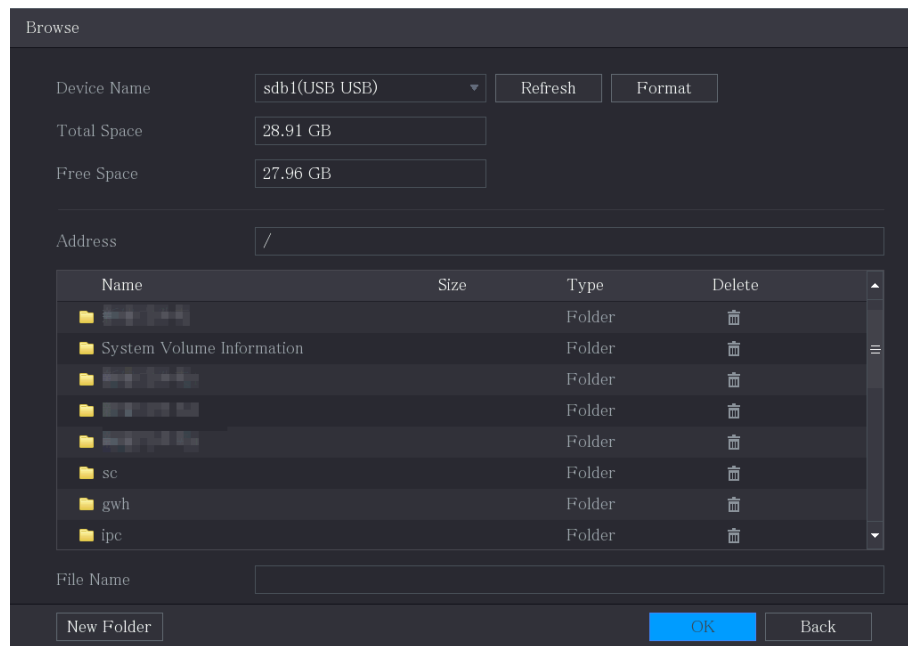 Browse
Device Name sdb1(USB USB) Refresh Format
Total Space 28.91 GB
Free Space 27.96 GB
Address /
Name Size Type Delete
Folder
System Volume Information Folder
Folder
Folder
Folder
sc Folder
gwh Folder
ipc Folder
File Name
New Folder OK Back